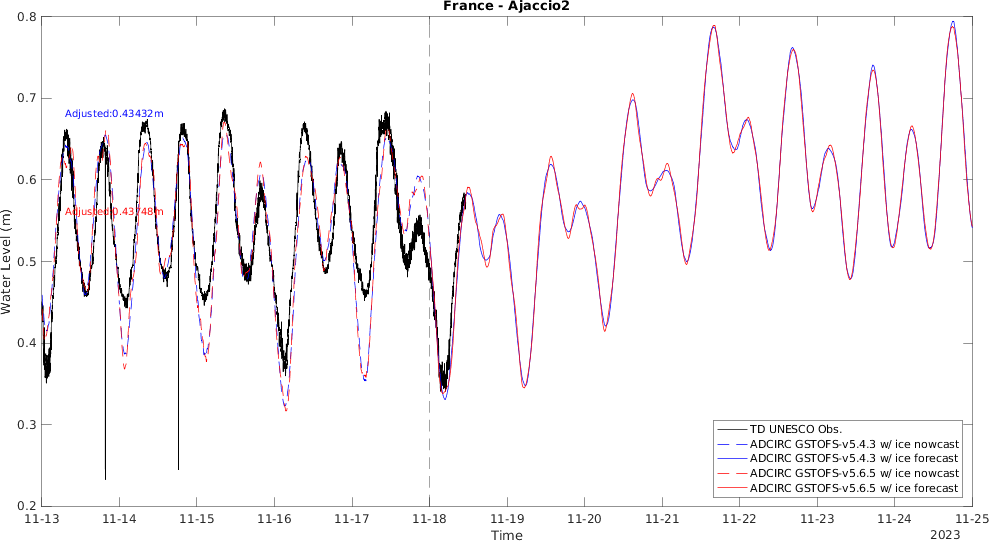 France - Ajaccio2
Water Level (m)
0.8
0.7
0.6
0.5
0.4
0.3
0.2
Adjusted:0.43432m
Adjusted:0.43748m
TD UNESCO Obs.
ADCIRC GSTOFS-v5.4.3 w/ ice nowcast
ADCIRC GSTOFS-v5.4.3 w/ ice forecast
ADCIRC GSTOFS-v5.6.5 w/ ice nowcast
ADCIRC GSTOFS-v5.6.5 w/ ice forecast
11-13 11-14 11-15 11-16 11-17 11-18 11-19 11-20 11-21 11-22 11-23 11-24 11-25
Time
2023